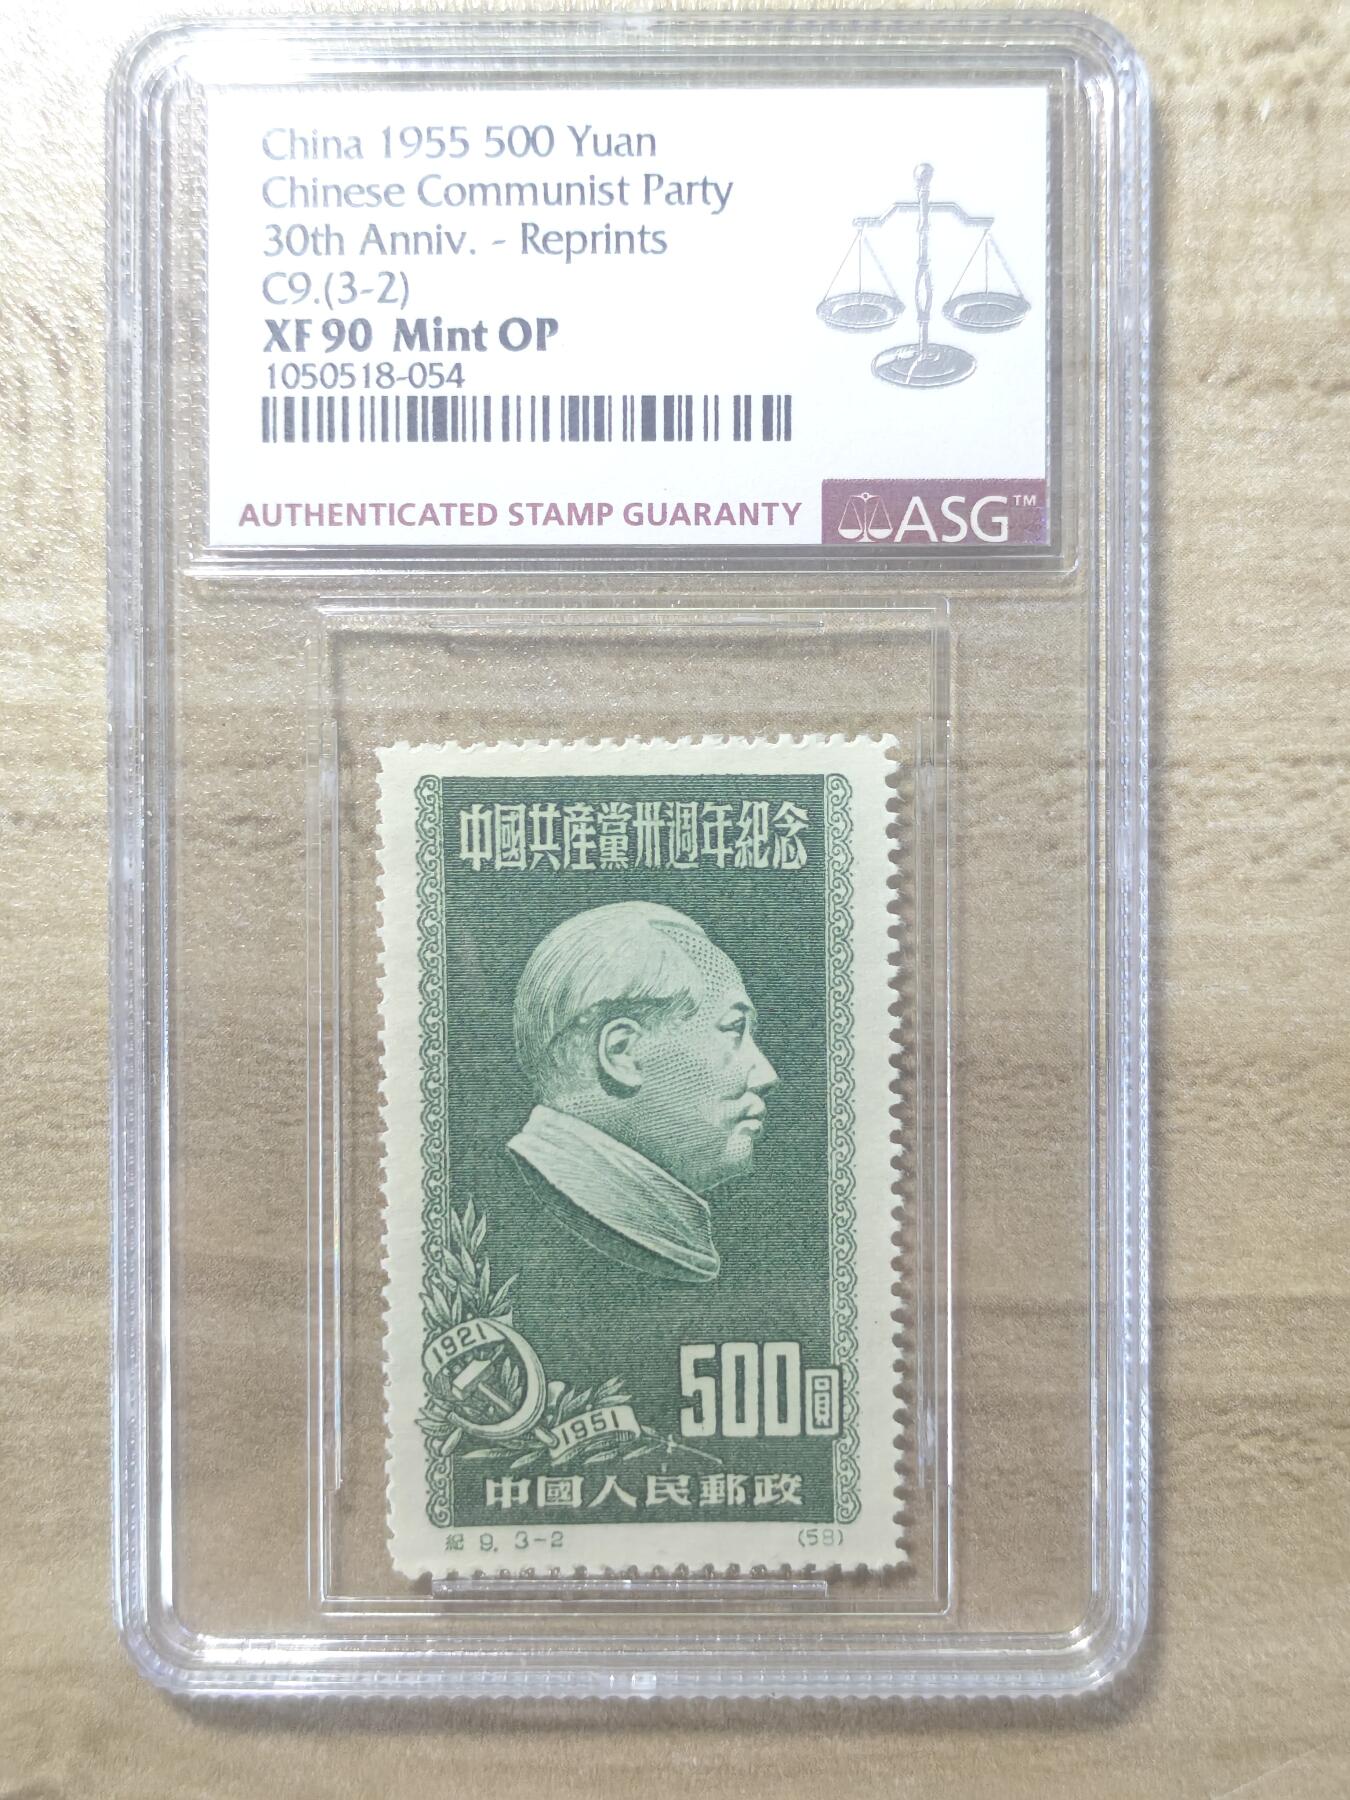 China 1955 500 Yuan
Chinese Communist Party
30th Anniv. - Reprints
C9.(3-2)
XF 90 Mint OP
1050518-054
AUTHENTICATED STAMP GUARANTY
ASG™
中國共産黨卅週年紀念
1921
500圓
1951
中國人民郵政
紀 9. 3-2 (58)